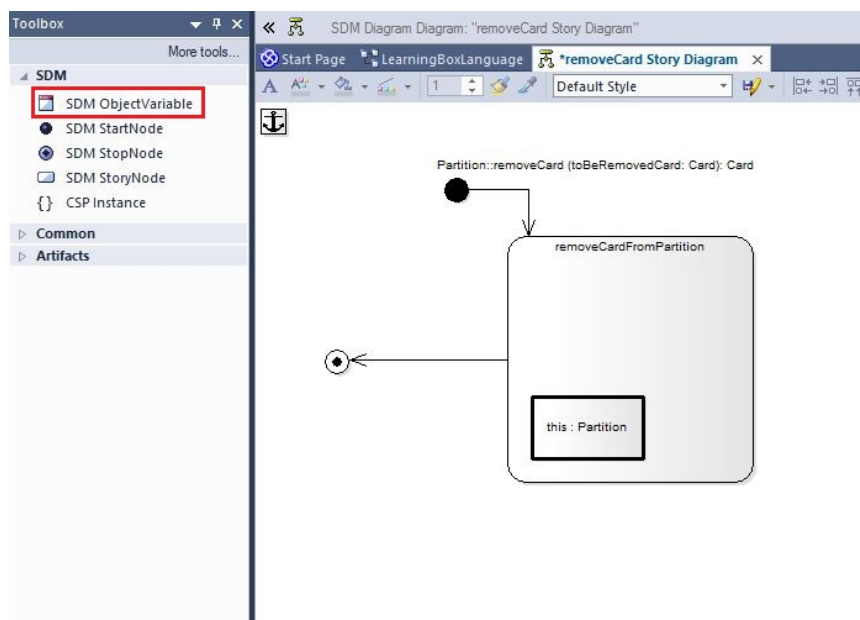 Toolbox
More tools...
SDM
SDM ObjectVariable
SDM StartNode
SDM StopNode
SDM StoryNode
{} CSP Instance
Common
Artifacts
SDM Diagram Diagram: "removeCard Story Diagram"
Start Page LearningBoxLanguage *removeCard Story Diagram
1 Default Style
Partition::removeCard (toBeRemovedCard: Card): Card
removeCardFromPartition
this : Partition